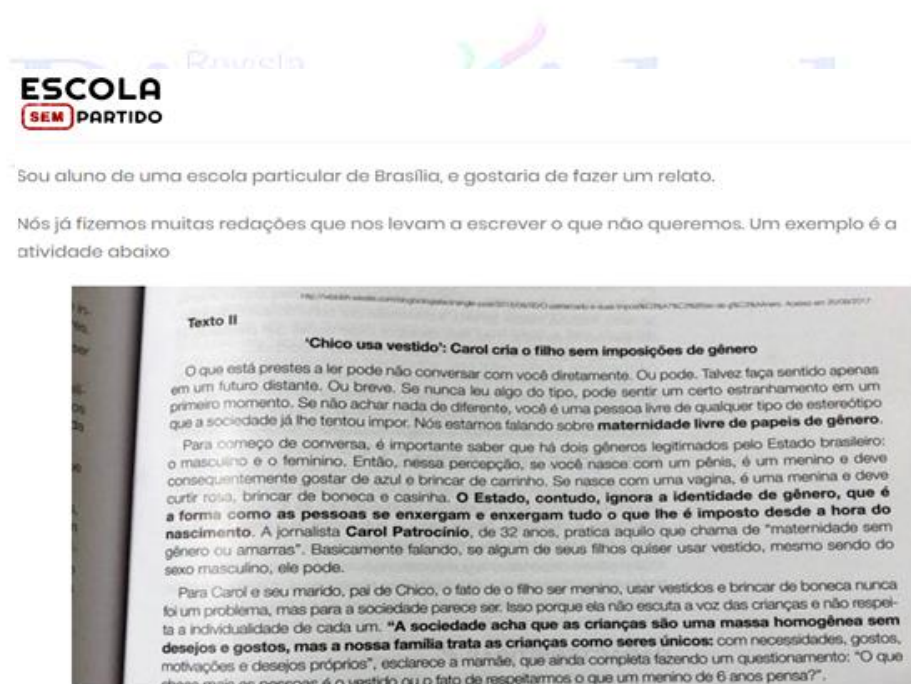 Revista
ESCOLA
SEM PARTIDO
Sou aluno de uma escola particular de Brasília, e gostaria de fazer um relato.
Nós já fizemos muitas redações que nos levam a escrever o que não queremos. Um exemplo é a
atividade abaixo
Texto II
'Chico usa vestido': Carol cria o filho sem imposições de gênero
O que está prestes a ler pode não conversar com você diretamente. Ou pode. Talvez faça sentido apenas
em um futuro distante. Ou breve. Se nunca leu algo do tipo, pode sentir um certo estranhamento em um
primeiro momento. Se não achar nada de diferente, você é uma pessoa livre de qualquer tipo de estereótipo
que a sociedade já lhe tentou impor. Nós estamos falando sobre maternidade livre de papeis de gênero.
Para começo de conversa, é importante saber que há dois gêneros legitimados pelo Estado brasileiro:
o masculino e o feminino. Então, nessa percepção, se você nasce com um pênis, é um menino e deve
consequentemente gostar de azul e brincar de carrinho. Se nasce com uma vagina, é uma menina e deve
curtir rosa, brincar de boneca e casinha. O Estado, contudo, ignora a identidade de gênero, que é
a forma como as pessoas se enxergam e enxergam tudo o que lhe é imposto desde a hora do
nascimento. A jornalista Carol Patrocínio, de 32 anos, pratica aquilo que chama de "maternidade sem
gênero ou amarras". Basicamente falando, se algum de seus filhos quiser usar vestido, mesmo sendo do
sexo masculino, ele pode.
Para Carol e seu marido, pai de Chico, o fato de o filho ser menino, usar vestidos e brincar de boneca nunca
foi um problema, mas para a sociedade parece ser. Isso porque ela não escuta a voz das crianças e não respei-
ta a individualidade de cada um. "A sociedade acha que as crianças são uma massa homogênea sem
desejos e gostos, mas a nossa família trata as crianças como seres únicos: com necessidades, gostos,
motivações e desejos próprios", esclarece a mamãe, que ainda completa fazendo um questionamento: "O que
mais as pessoas é o vestido ou o fato de respeitarmos o que um menino de 6 anos pensa?".